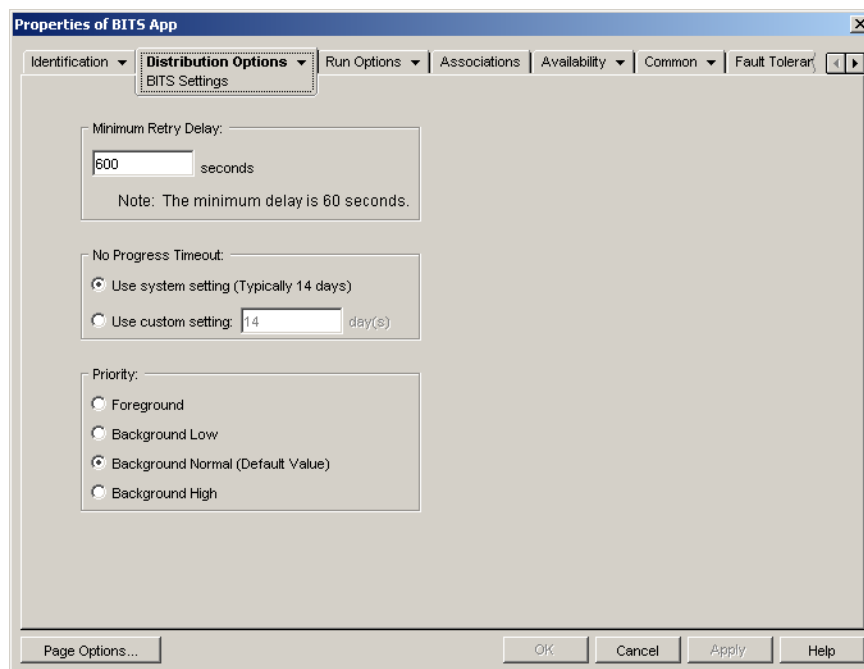 Properties of BITS App
Identification
Distribution Options
Run Options
Associations
Availability
Common
Fault Toleran
BITS Settings
Minimum Retry Delay:
600 seconds
Note: The minimum delay is 60 seconds.
No Progress Timeout:
Use system setting (Typically 14 days)
Use custom setting: 14 day(s)
Priority:
Foreground
Background Low
Background Normal (Default Value)
Background High
Page Options...
OK
Cancel
Apply
Help